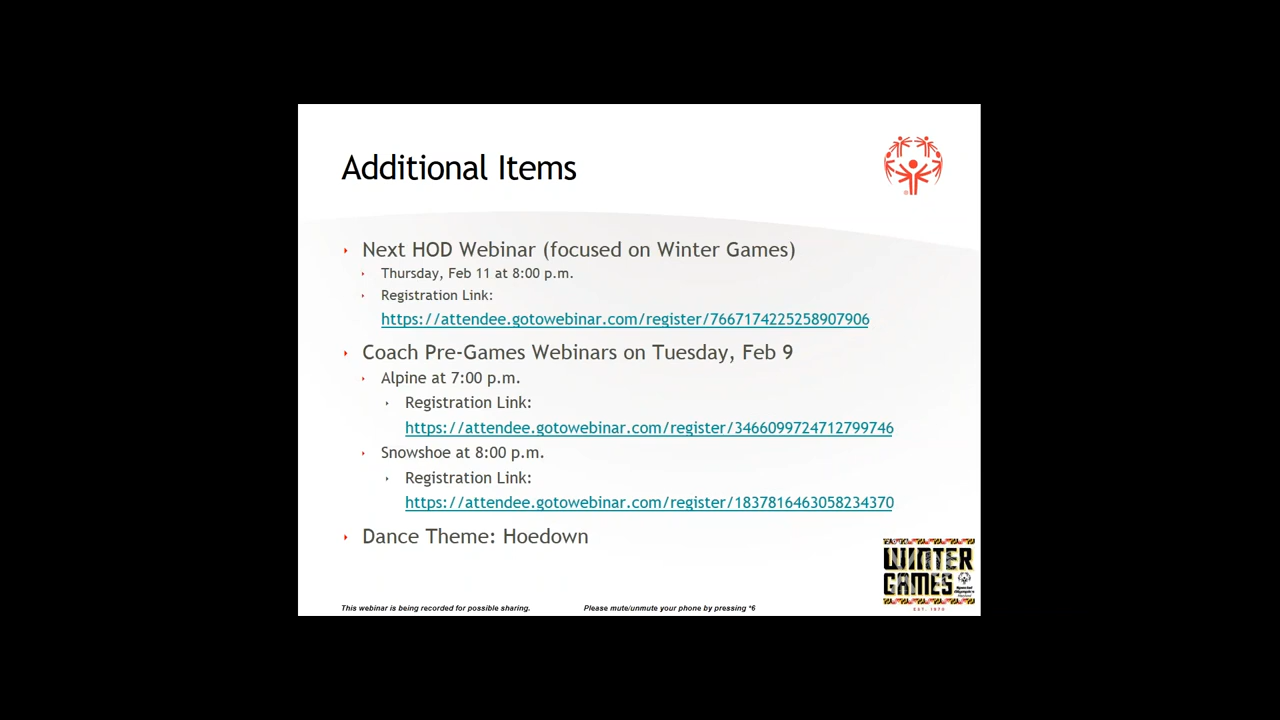 Additional Items
Next HOD Webinar (focused on Winter Games)
Thursday, Feb 11 at 8:00 p.m.
Registration Link:
https://attendee.gotowebinar.com/register/7667174225258907906
Coach Pre-Games Webinars on Tuesday, Feb 9
Alpine at 7:00 p.m.
Registration Link:
https://attendee.gotowebinar.com/register/3466099724712799746
Snowshoe at 8:00 p.m.
Registration Link:
https://attendee.gotowebinar.com/register/1837816463058234370
Dance Theme: Hoedown
WINTER
GAMES
EST. 1970
This webinar is being recorded for possible sharing.
Please mute/unmute your phone by pressing *6